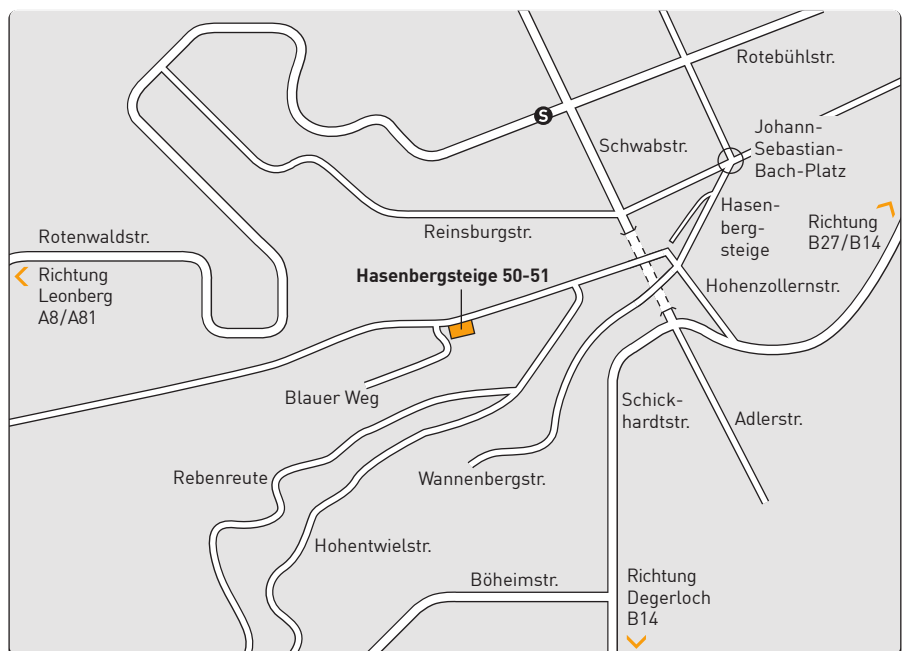 Rotebühlstr.
Schwabstr.
Johann-
Sebastian-
Bach-Platz
S
Hasen-
berg-
steige
Richtung
B27/B14
Reinsburgstr.
Rotenwaldstr.
Richtung
Leonberg
A8/A81
Hasenbergsteige 50-51
Hohenzollernstr.
Blauer Weg
Schick-
hardtstr.
Adlerstr.
Rebenreute
Wannenbergstr.
Hohentwielstr.
Böheimstr.
Richtung
Degerloch
B14